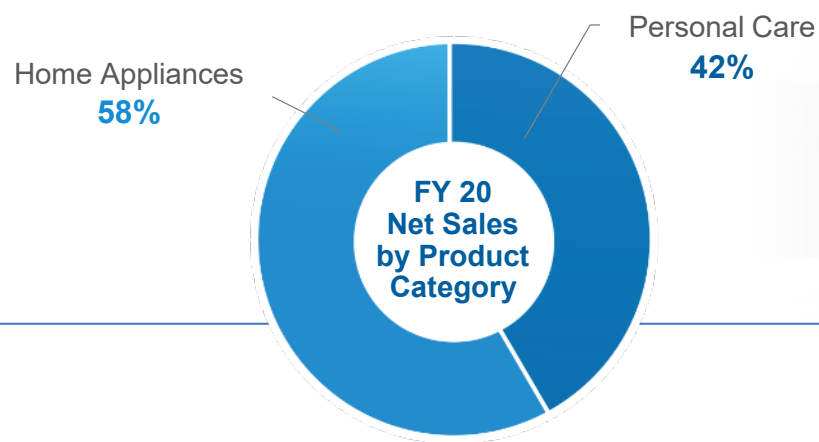 Personal Care
42%
Home Appliances
58%
FY 20
Net Sales
by Product
Category